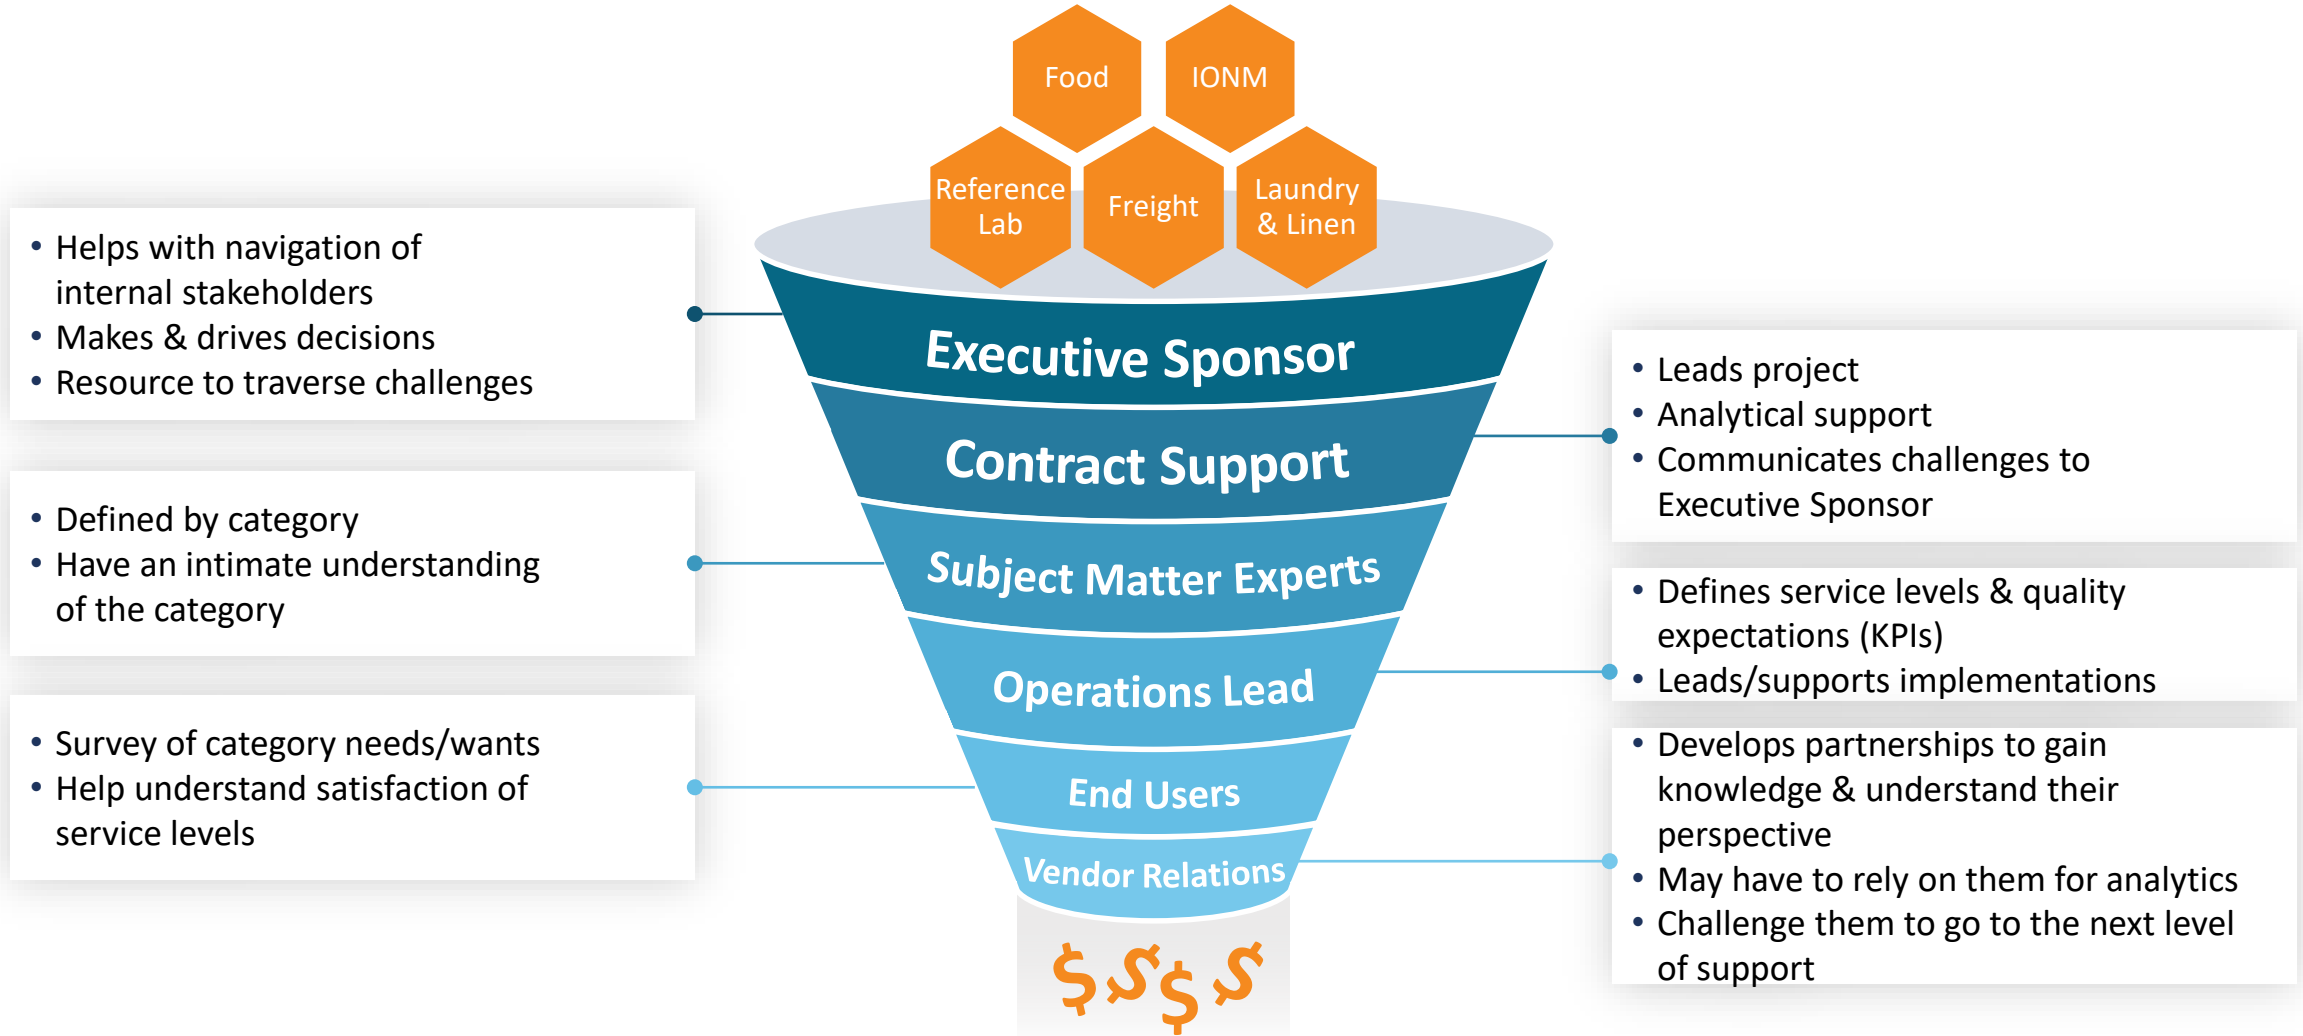 Food
IONM
Reference
Lab
Freight
Laundry
& Linen
• Helps with navigation of
internal stakeholders
• Makes & drives decisions
• Resource to traverse challenges
Executive Sponsor
• Leads project
• Analytical support
• Communicates challenges to
Executive Sponsor
Contract Support
• Defined by category
• Have an intimate understanding
of the category
Subject Matter Experts
• Defines service levels & quality
expectations (KPIs)
• Leads/supports implementations
Operations Lead
• Survey of category needs/wants
• Help understand satisfaction of
service levels
End Users
• Develops partnerships to gain
knowledge & understand their
perspective
• May have to rely on them for analytics
• Challenge them to go to the next level
of support
Vendor Relations
$ $ $ $